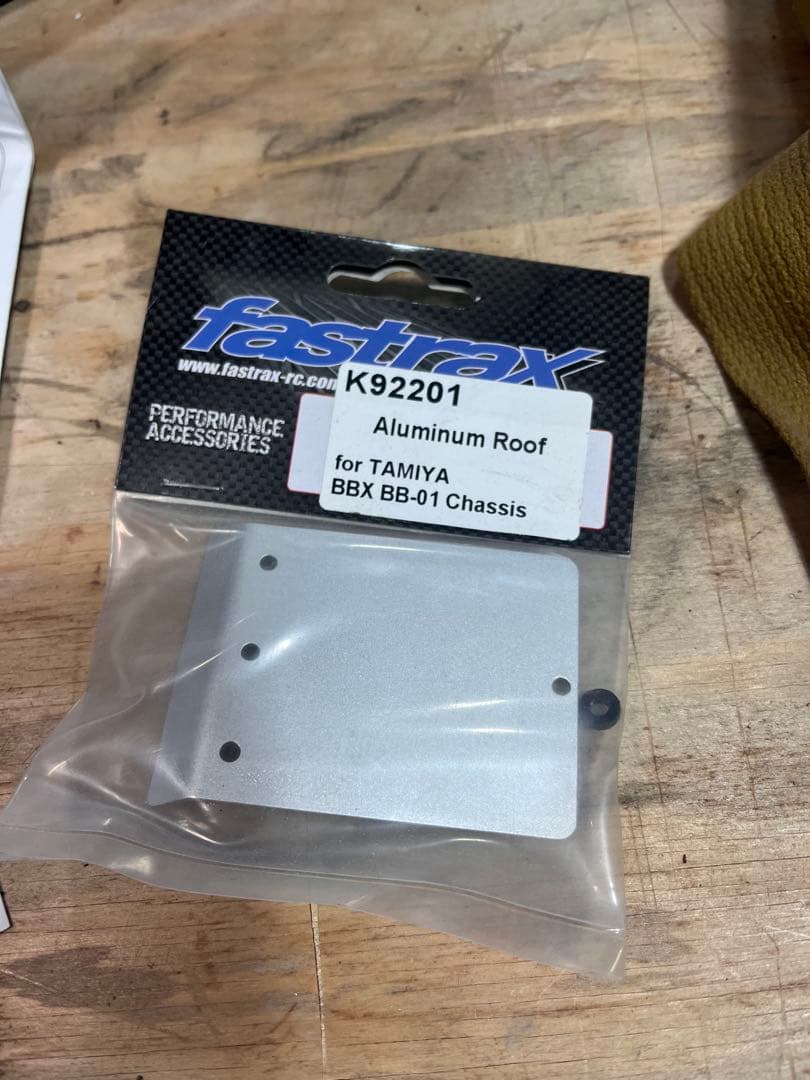 fastrax
www.fastrax-rc.com
PERFORMANCE
ACCESSORIES
K92201
Aluminum Roof
for TAMIYA
BBX BB-01 Chassis